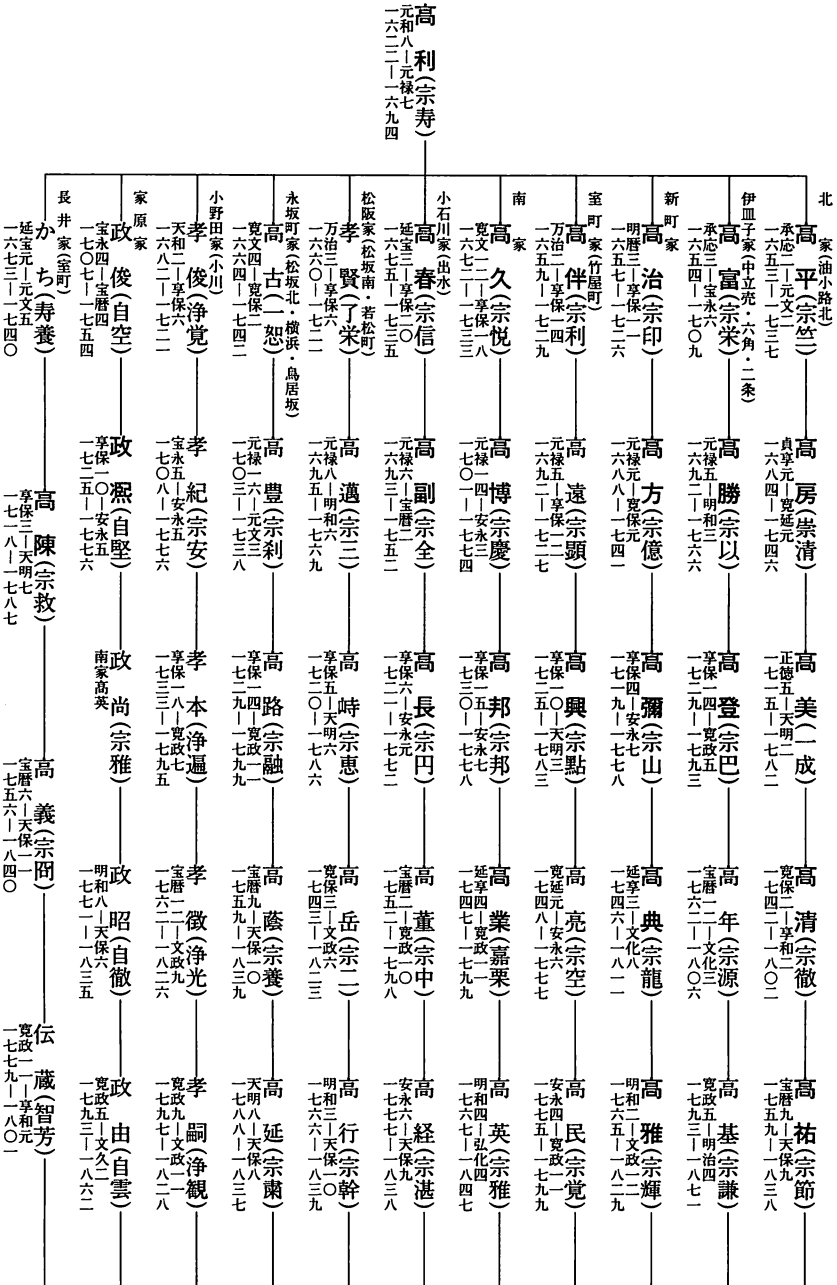 高利(宗寿)
元和八―元禄七
一六二二―一六九四
北家(油小路北)
高平(宗竺)
承応二―元文二
一六五三―一七三七
高房(崇清)
貞享元―寛延元
一六八四―一七四六
高美(一成)
正徳五―天明二
一七一五―一七八二
高清(宗徹)
寛保二―享和二
一七四二―一八〇二
高祐(宗節)
宝暦九―天保九
一七五九―一八三八
伊皿子家(中立売・六角・二条)
高富(宗栄)
承応三―宝永六
一六五四―一七〇九
高勝(宗以)
元禄五―明和三
一六九二―一七六六
高登(宗巴)
享保一四―寛政五
一七二九―一七九三
高年(宗源)
宝暦一二―文化三
一七六二―一八〇六
高基(宗謙)
寛政五―明治四
一七九三―一八七一
新町家
高治(宗印)
明暦三―享保一一
一六五七―一七二六
高方(宗億)
元禄元―寛保元
一六八八―一七四一
高彌(宗山)
享保四―安永七
一七一九―一七七八
高典(宗龍)
延享三―文化八
一七四六―一八一一
高雅(宗輝)
明和二―文政一二
一七六五―一八二九
室町家(竹屋町)
高伴(宗利)
万治二―享保一四
一六五九―一七二九
高遠(宗顕)
元禄五―享保一二
一六九二―一七二七
高興(宗點)
享保一〇―天明三
一七二五―一七八三
高亮(宗空)
寛延元―安永六
一七四八―一七七七
高民(宗覚)
安永四―寛政一一
一七七五―一七九九
南家
高久(宗悦)
寛文一二―享保一八
一六七二―一七三三
高博(宗慶)
元禄一四―安永三
一七〇一―一七七四
高邦(宗邦)
享保一五―安永七
一七三〇―一七七八
高業(嘉栗)
延享四―寛政一一
一七四七―一七九九
高英(宗雅)
明和四―弘化四
一七六七―一八四七
小石川家(出水)
高春(宗信)
延宝三―享保二〇
一六七五―一七三五
高副(宗全)
元禄六―宝暦二
一六九三―一七五二
高長(宗円)
享保六―安永元
一七二一―一七七二
高董(宗中)
宝暦二―寛政一〇
一七五二―一七九八
高経(宗湛)
安永六―天保九
一七七七―一八三八
松阪家(松坂南・若松町)
孝賢(了栄)
万治三―享保六
一六六〇―一七二一
高邁(宗三)
元禄八―明和六
一六九五―一七六九
高峙(宗恵)
享保五―天明六
一七二〇―一七八六
高岳(宗二)
寛保三―文政六
一七四三―一八二三
高行(宗幹)
明和三―天保一〇
一七六六―一八三九
永坂町家(松坂北・横浜・鳥居坂)
高古(一恕)
寛文四―寛保二
一六六四―一七四二
高豊(宗刹)
元禄一六―元文三
一七〇三―一七三八
高路(宗融)
享保一四―寛政一一
一七二九―一七九九
高蔭(宗養)
宝暦九―天保一〇
一七五九―一八三九
高延(宗粛)
天明八―天保八
一七八八―一八三七
小野田家(小川)
孝俊(浄覚)
天和二―享保六
一六八二―一七二一
孝紀(宗安)
宝永五―安永五
一七〇八―一七七六
孝本(浄遍)
享保一八―寛政七
一七三三―一七九五
孝徴(浄光)
宝暦一二―文政九
一七六二―一八二六
孝嗣(浄観)
寛政九―文政一一
一七九七―一八二八
家原家
政俊(自空)
宝永四―宝暦四
一七〇七―一七五四
政熈(自堅)
享保一〇―安永五
一七二五―一七七六
政尚(宗雅)
南家高英
政昭(自徹)
明和八―天保六
一七七一―一八三五
政由(自雲)
寛政五―文久二
一七九三―一八六二
長井家(室町)
かち(寿養)
延宝元―元文五
一六七三―一七四〇
高陳(宗救)
享保三―天明七
一七一八―一七八七
高義(宗冏)
宝暦六―天保一一
一七五六―一八四〇
伝蔵(智芳)
寛政一一―享和元
一七七九―一八〇一